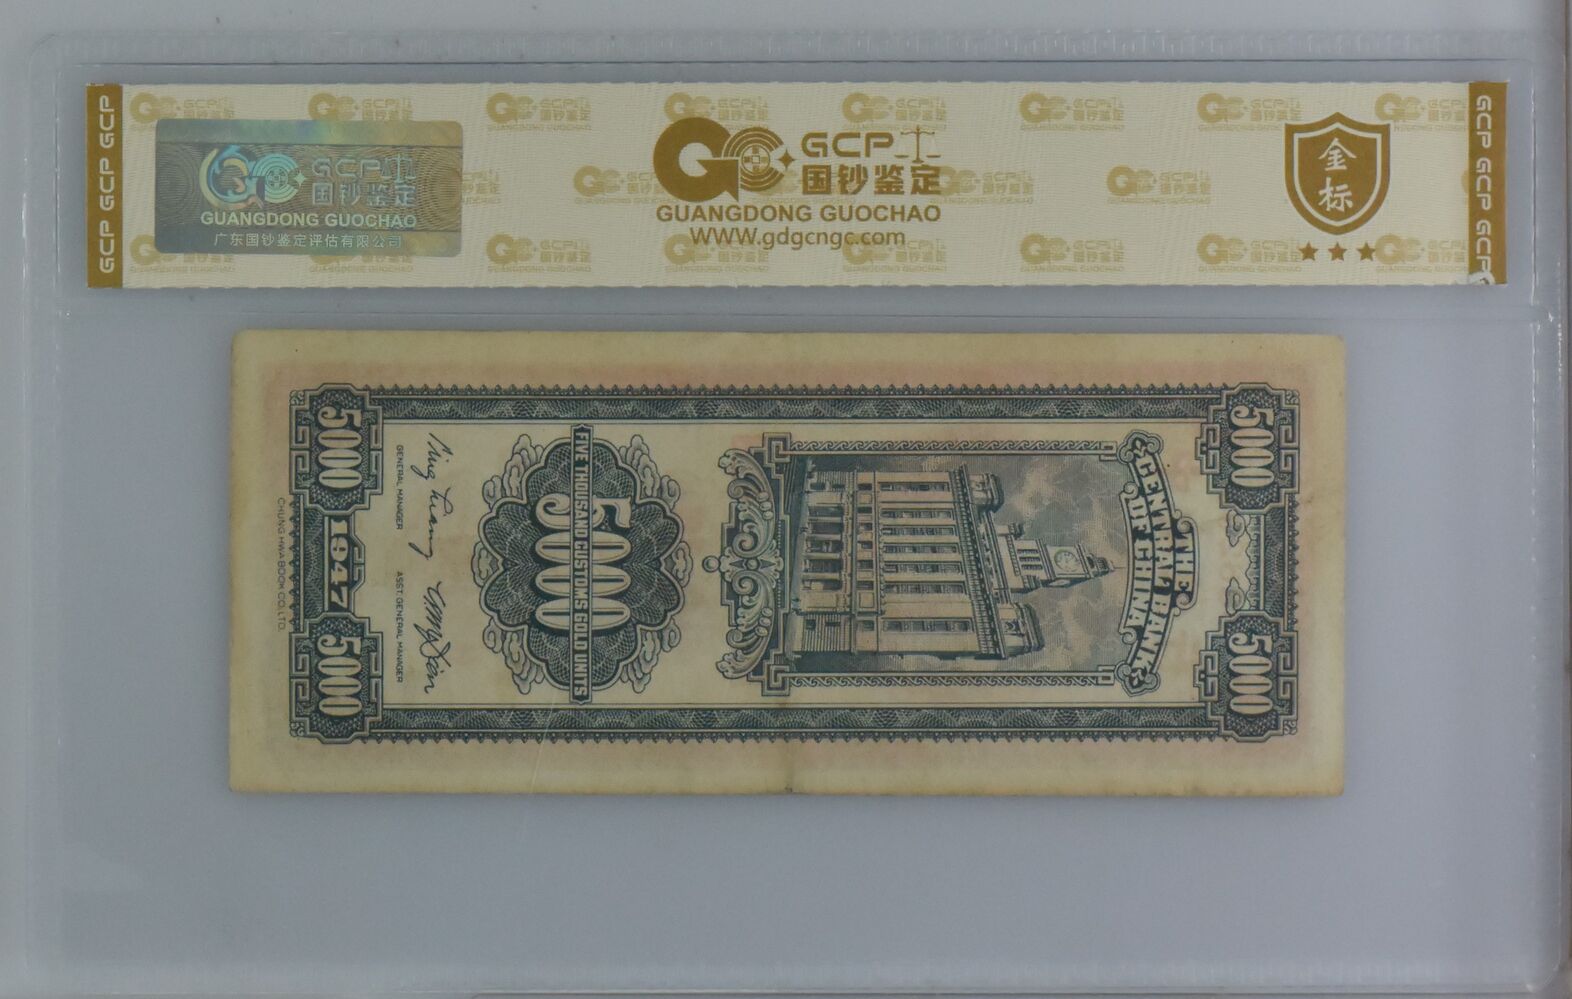 GCP GCP GCP
GCP
国钞鉴定
GUANGDONG GUOCHAO
广东国钞鉴定评估有限公司
GCP
国钞鉴定
GUANGDONG GUOCHAO
WWW.gdgcngc.com
金标
GCP GCP GCP
THE
CENTRAL BANK
OF CHINA
5000
5000
FIVE THOUSAND CUSTOMS GOLD UNITS
5000
GENERAL MANAGER
ASST. GENERAL MANAGER
5000
1947
5000
CHUNG HWA BOOK CO. LTD.